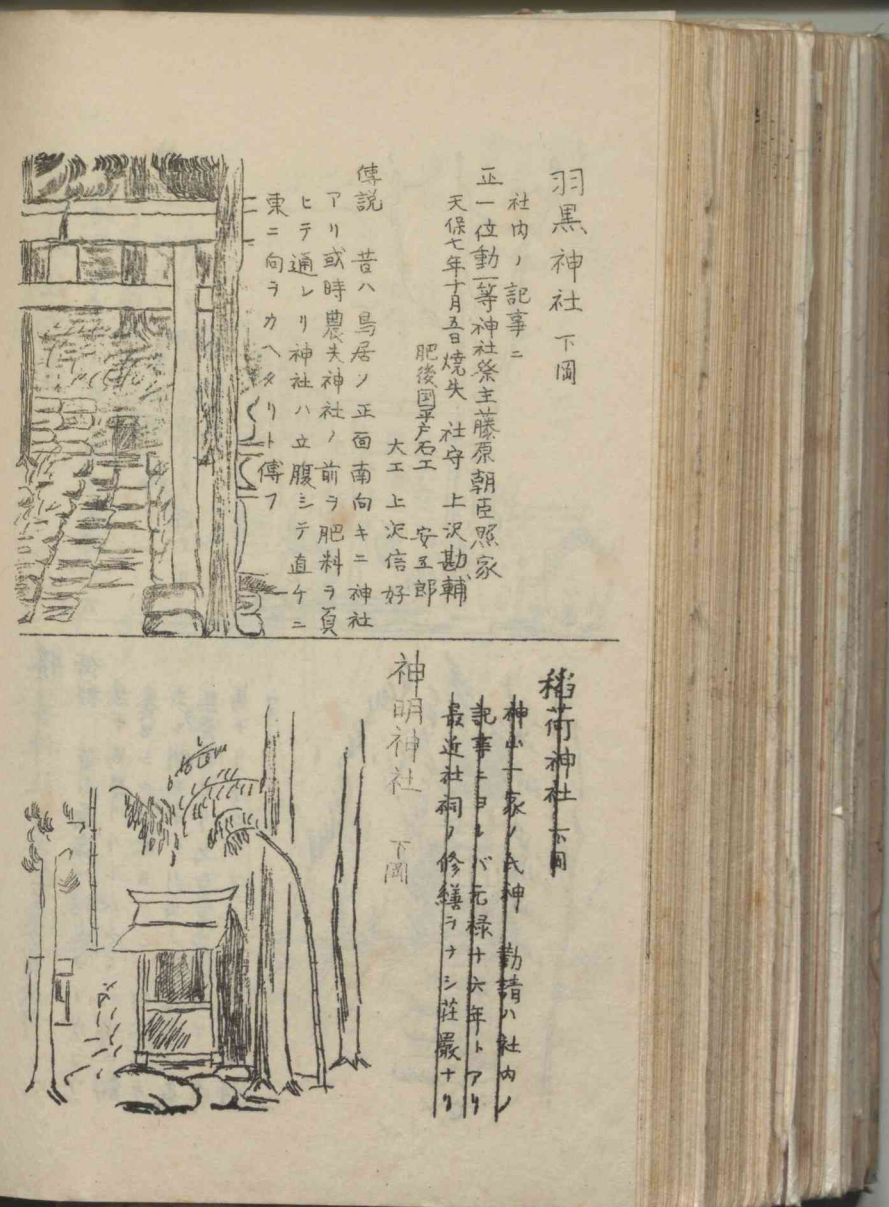 羽黒神社 下岡
社内ノ記事ニ
正一位動一等神社祭主藤原朝臣照家
天保七年十月五日焼失 社守 上沢勘輔
肥後国平戸石工 安五郎
大工 上沢信好
傳説 昔ハ鳥居ノ正面南向キニ神社
アリ或時農夫神社ノ前ヲ肥料ヲ負
ヒテ通レリ神社ハ立腹シテ直ケニ
東ニ向ヲカヘタリト傳フ
稲荷神社 下岡
神山一家ノ氏神 勧請ハ社内ノ
記事ニヨレバ元禄十六年トアリ
最近社祠ノ修繕ヲナシ荘嚴ナリ
神明神社 下岡